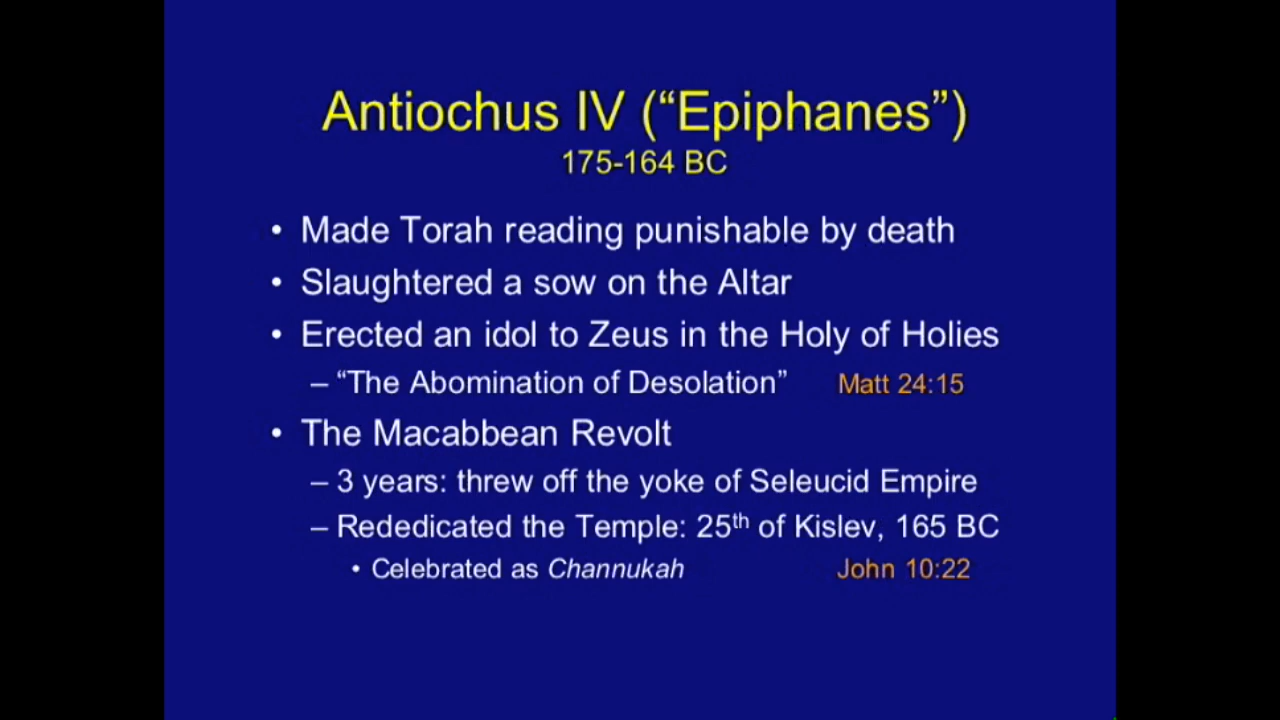 Antiochus IV (“Epiphanes”)
175-164 BC
• Made Torah reading punishable by death
• Slaughtered a sow on the Altar
• Erected an idol to Zeus in the Holy of Holies
– “The Abomination of Desolation” Matt 24:15
• The Macabbean Revolt
– 3 years: threw off the yoke of Seleucid Empire
– Rededicated the Temple: 25th of Kislev, 165 BC
• Celebrated as Channukah John 10:22